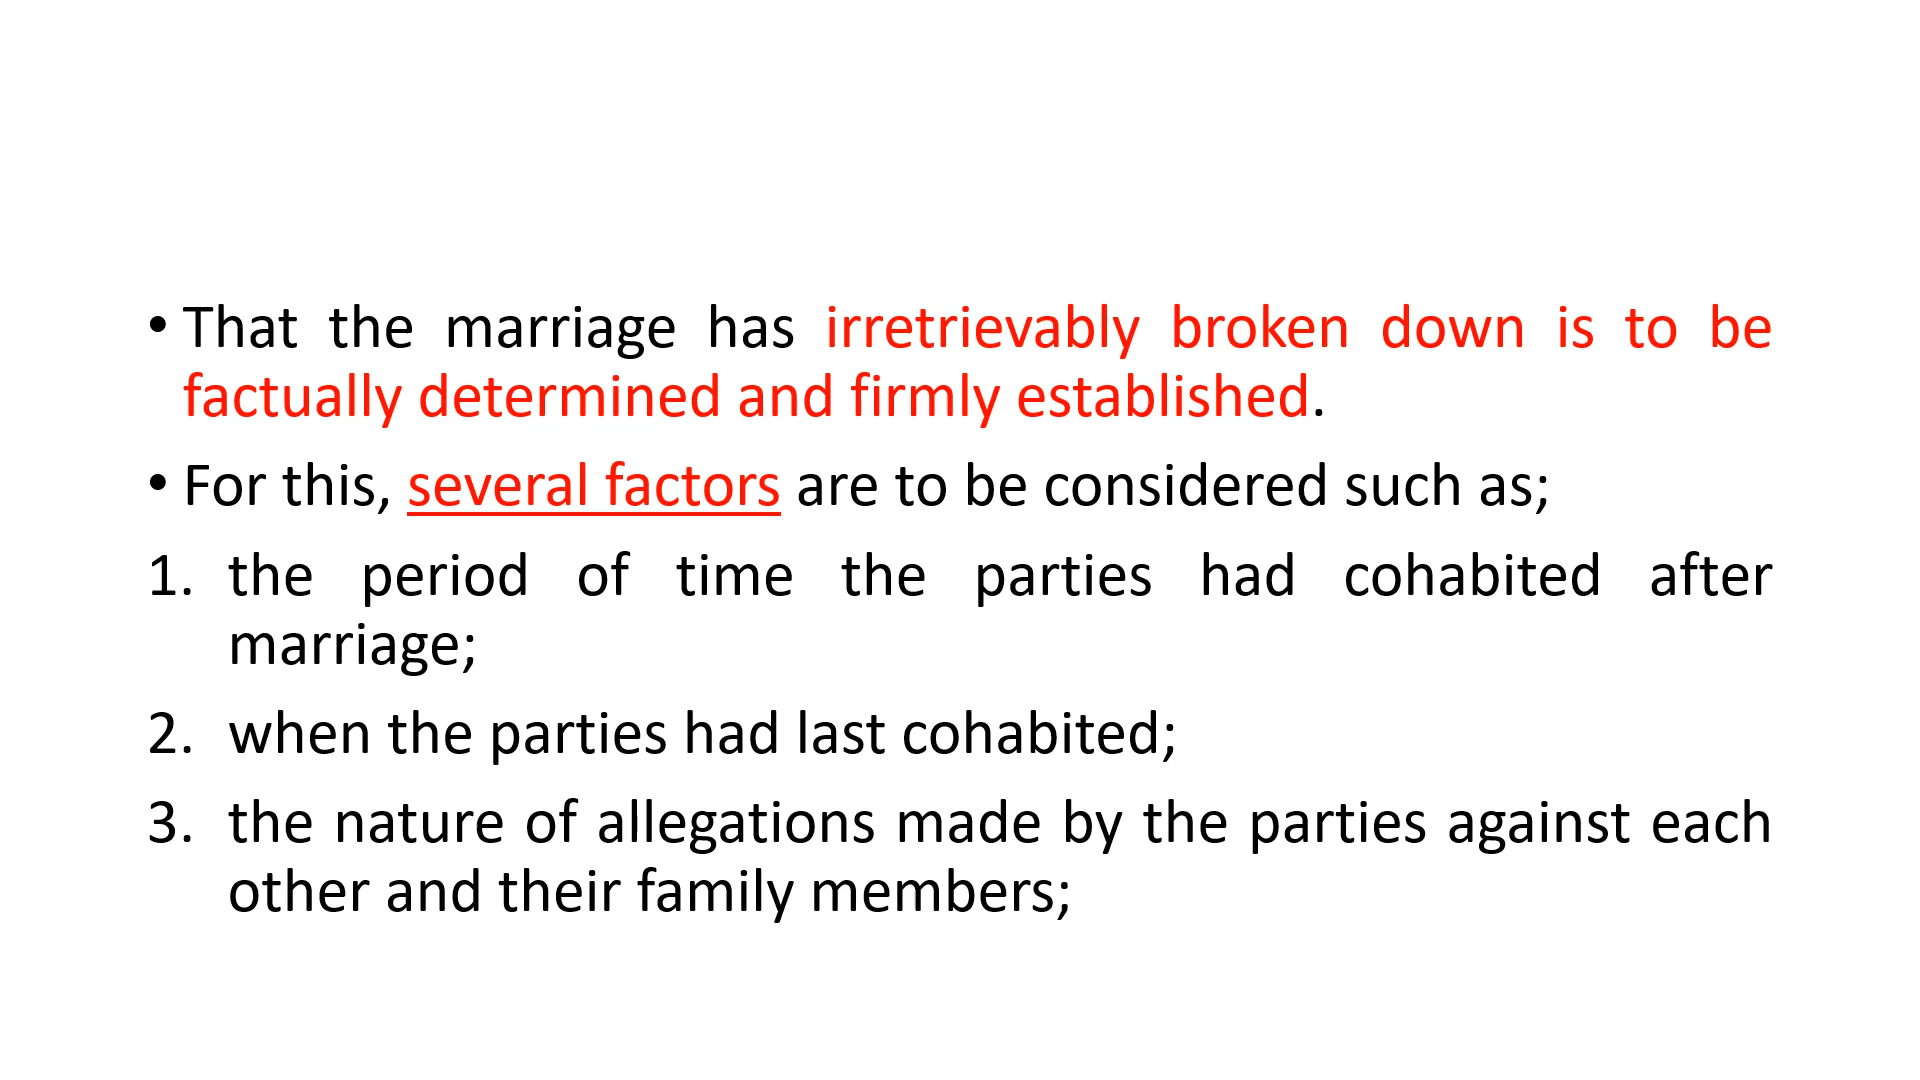 • That the marriage has irretrievably broken down is to be
factually determined and firmly established.
• For this, several factors are to be considered such as;
1. the period of time the parties had cohabited after
marriage;
2. when the parties had last cohabited;
3. the nature of allegations made by the parties against each
other and their family members;